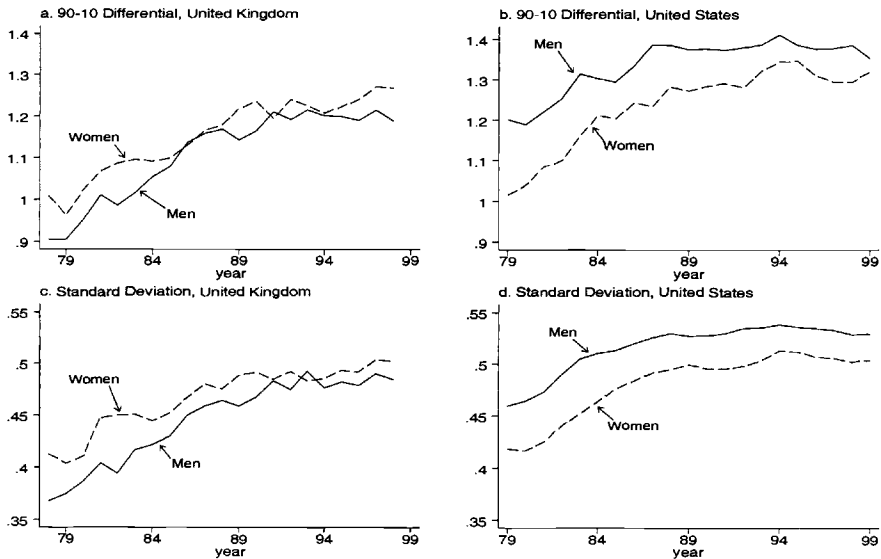 a. 90-10 Differential, United Kingdom
1.4
1.3
1.2
1.1
1
.9
Women
Men
79 84 89 94 99
year
b. 90-10 Differential, United States
1.4
1.3
1.2
1.1
1
.9
Men
Women
79 84 89 94 99
year
c. Standard Deviation, United Kingdom
.55
.5
.45
.4
.35
Women
Men
79 84 89 94 99
year
d. Standard Deviation, United States
.55
.5
.45
.4
.35
Men
Women
79 84 89 94 99
year